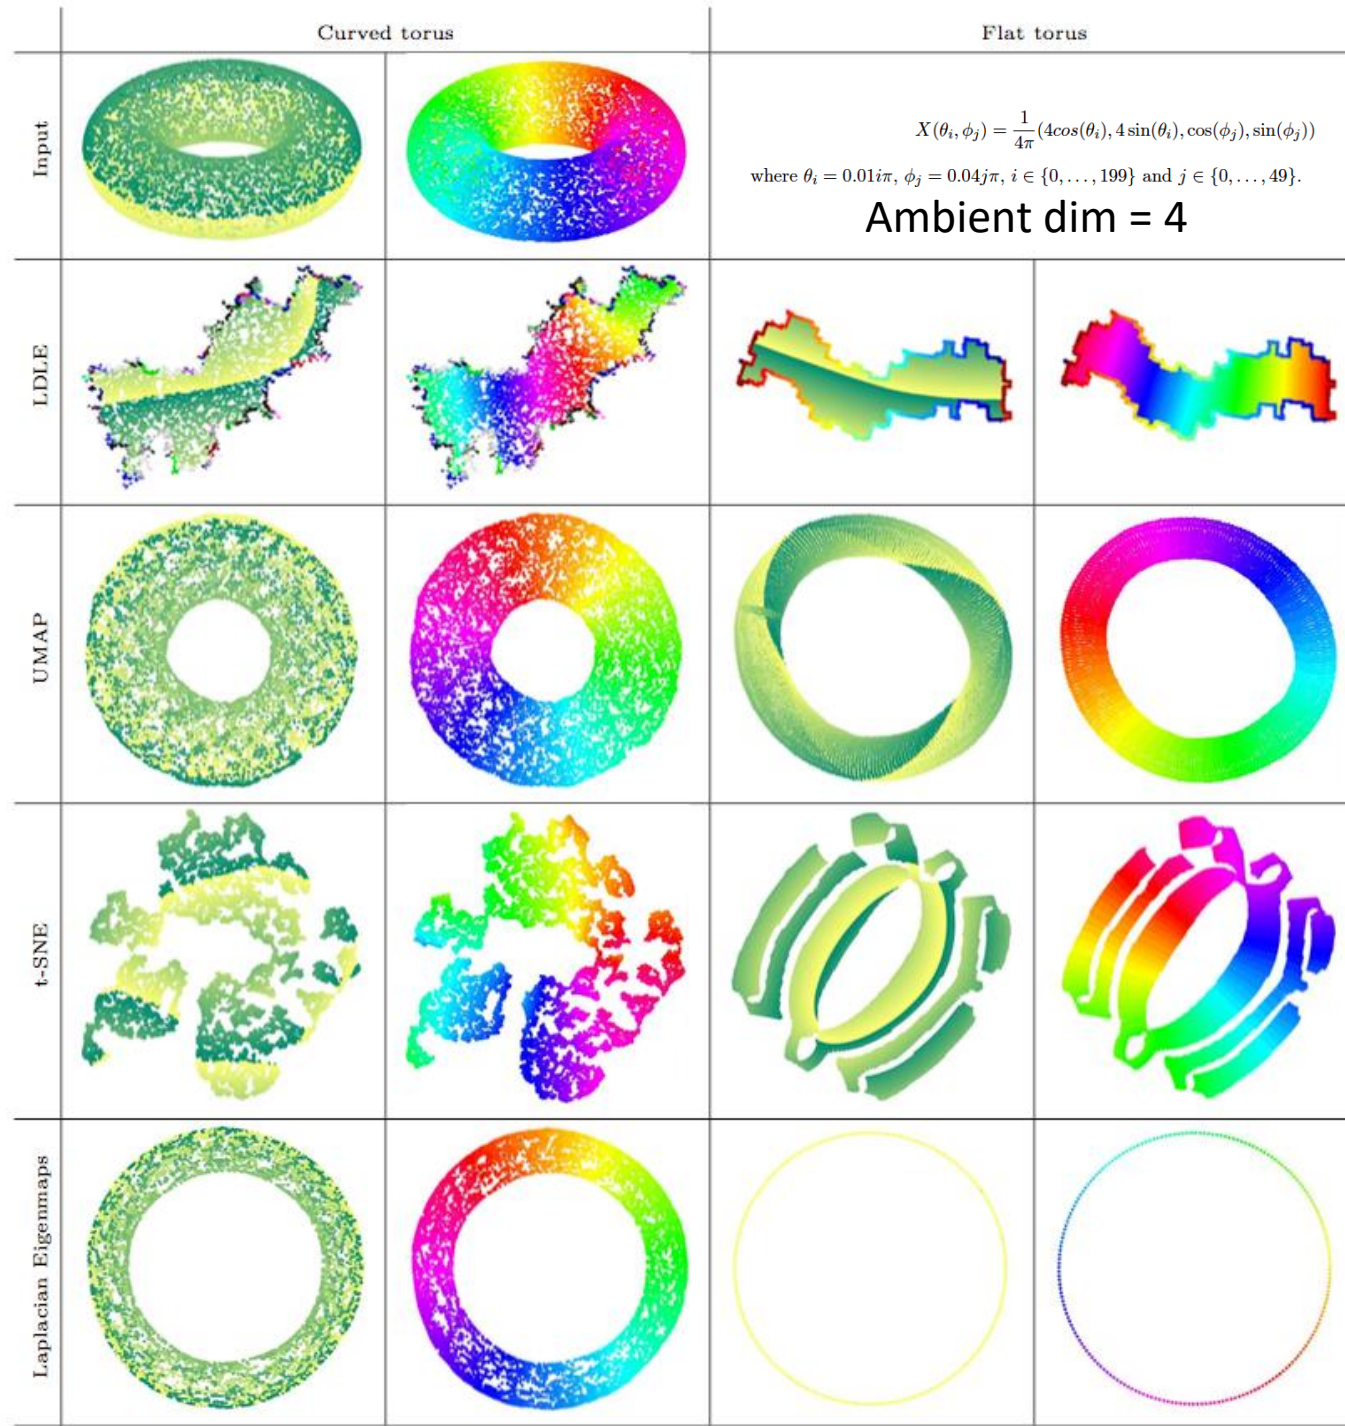 Curved torus
Flat torus
Input
X(θ_i, ϕ_j) = \frac{1}{4π}(4cos(θ_i), 4 sin(θ_i), cos(ϕ_j), sin(ϕ_j))
where θ_i = 0.01iπ, ϕ_j = 0.04jπ, i ∈ {0, . . . , 199} and j ∈ {0, . . . , 49}.
Ambient dim = 4
LDLE
UMAP
t-SNE
Laplacian Eigenmaps